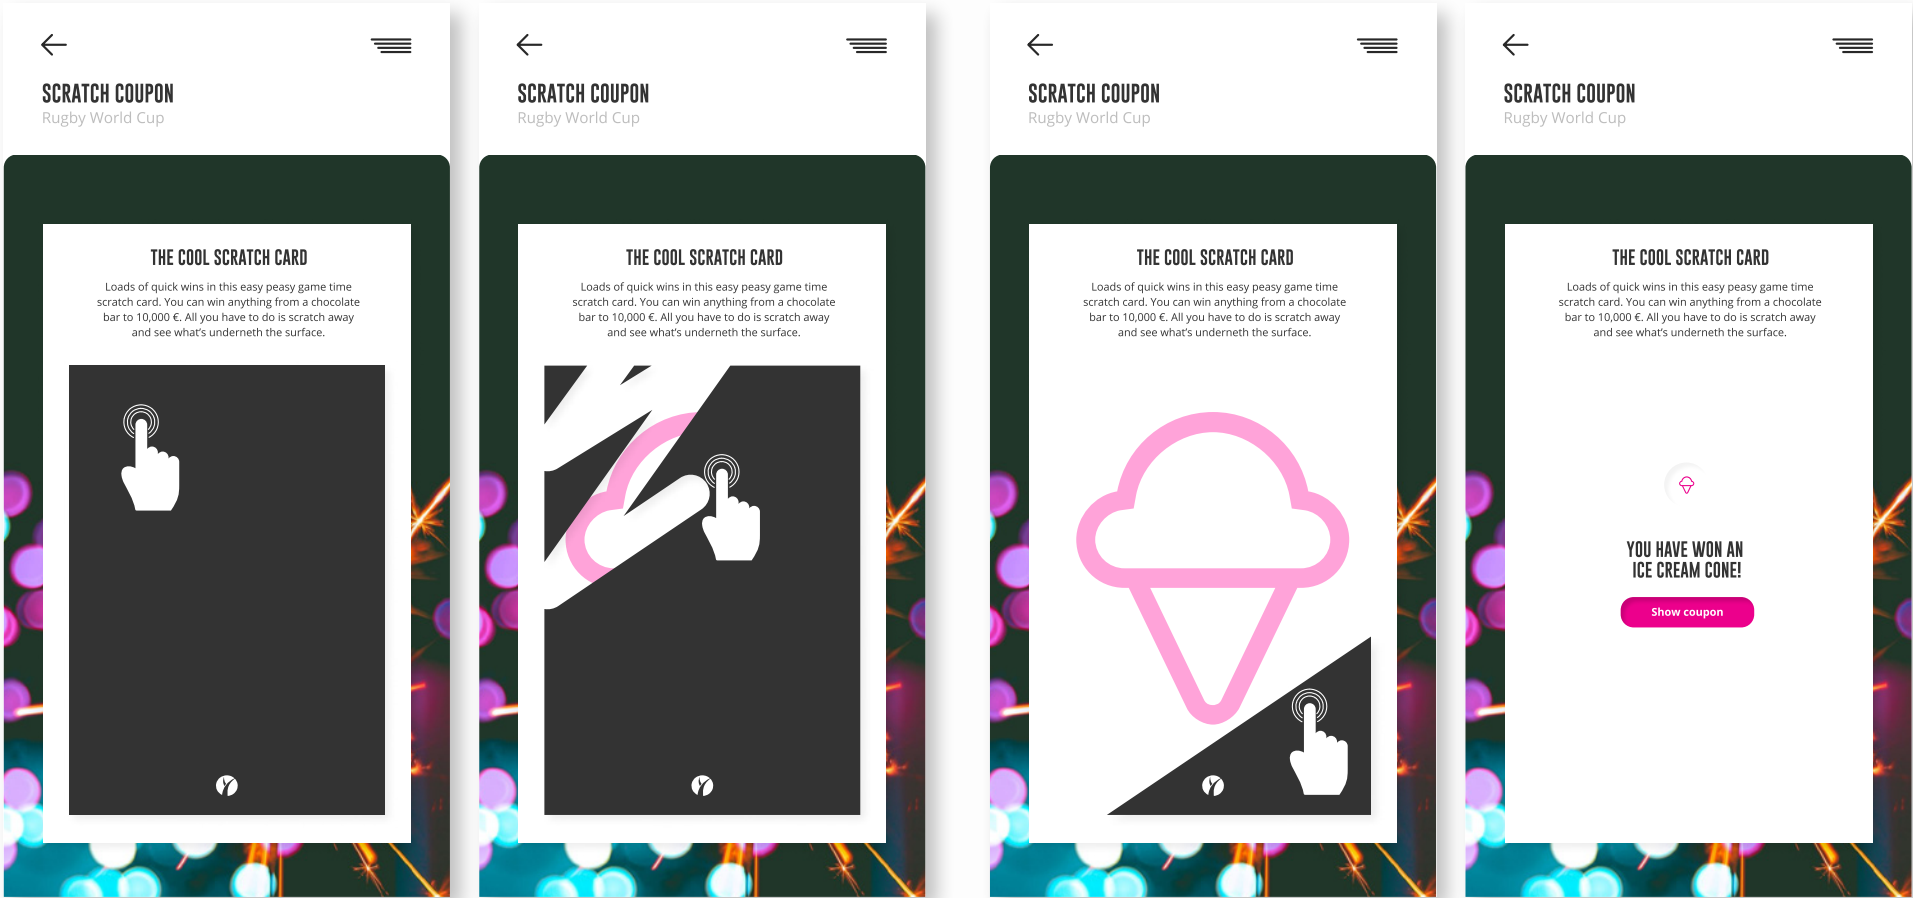 SCRATCH COUPON
Rugby World Cup
THE COOL SCRATCH CARD
Loads of quick wins in this easy peasy game time
scratch card. You can win anything from a chocolate
bar to 10,000 €. All you have to do is scratch away
and see what's underneth the surface.
SCRATCH COUPON
Rugby World Cup
THE COOL SCRATCH CARD
Loads of quick wins in this easy peasy game time
scratch card. You can win anything from a chocolate
bar to 10,000 €. All you have to do is scratch away
and see what's underneth the surface.
SCRATCH COUPON
Rugby World Cup
THE COOL SCRATCH CARD
Loads of quick wins in this easy peasy game time
scratch card. You can win anything from a chocolate
bar to 10,000 €. All you have to do is scratch away
and see what's underneth the surface.
SCRATCH COUPON
Rugby World Cup
THE COOL SCRATCH CARD
Loads of quick wins in this easy peasy game time
scratch card. You can win anything from a chocolate
bar to 10,000 €. All you have to do is scratch away
and see what's underneth the surface.
YOU HAVE WON AN
ICE CREAM CONE!
Show coupon